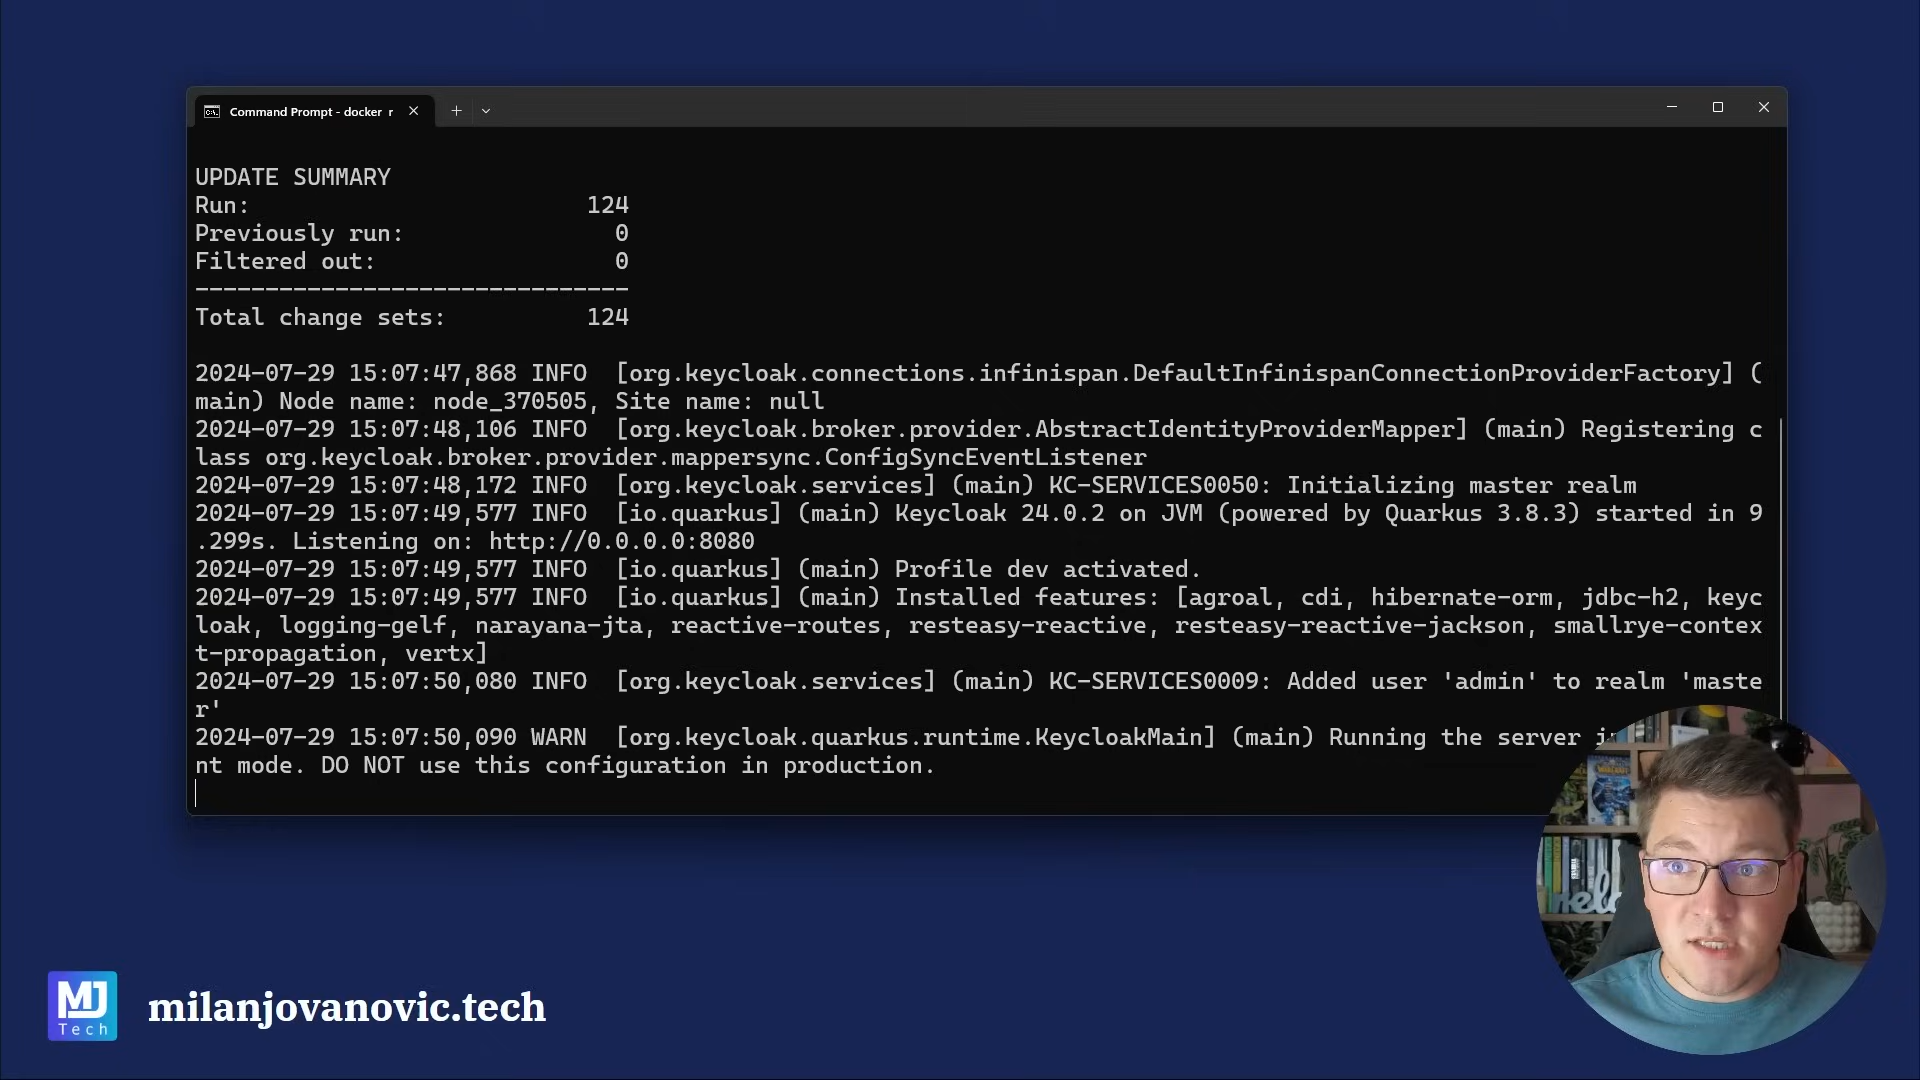 Command Prompt - docker r
UPDATE SUMMARY
Run: 124
Previously run: 0
Filtered out: 0
-------------------------------
Total change sets: 124
2024-07-29 15:07:47,868 INFO  [org.keycloak.connections.infinispan.DefaultInfinispanConnectionProviderFactory] (
main) Node name: node_370505, Site name: null
2024-07-29 15:07:48,106 INFO  [org.keycloak.broker.provider.AbstractIdentityProviderMapper] (main) Registering c
lass org.keycloak.broker.provider.mappersync.ConfigSyncEventListener
2024-07-29 15:07:48,172 INFO  [org.keycloak.services] (main) KC-SERVICES0050: Initializing master realm
2024-07-29 15:07:49,577 INFO  [io.quarkus] (main) Keycloak 24.0.2 on JVM (powered by Quarkus 3.8.3) started in 9
.299s. Listening on: http://0.0.0.0:8080
2024-07-29 15:07:49,577 INFO  [io.quarkus] (main) Profile dev activated.
2024-07-29 15:07:49,577 INFO  [io.quarkus] (main) Installed features: [agroal, cdi, hibernate-orm, jdbc-h2, keyc
loak, logging-gelf, narayana-jta, reactive-routes, resteasy-reactive, resteasy-reactive-jackson, smallrye-contex
t-propagation, vertx]
2024-07-29 15:07:50,080 INFO  [org.keycloak.services] (main) KC-SERVICES0009: Added user 'admin' to realm 'maste
r'
2024-07-29 15:07:50,090 WARN  [org.keycloak.quarkus.runtime.KeycloakMain] (main) Running the server
nt mode. DO NOT use this configuration in production.
MJ
Tech
milanjovanovic.tech